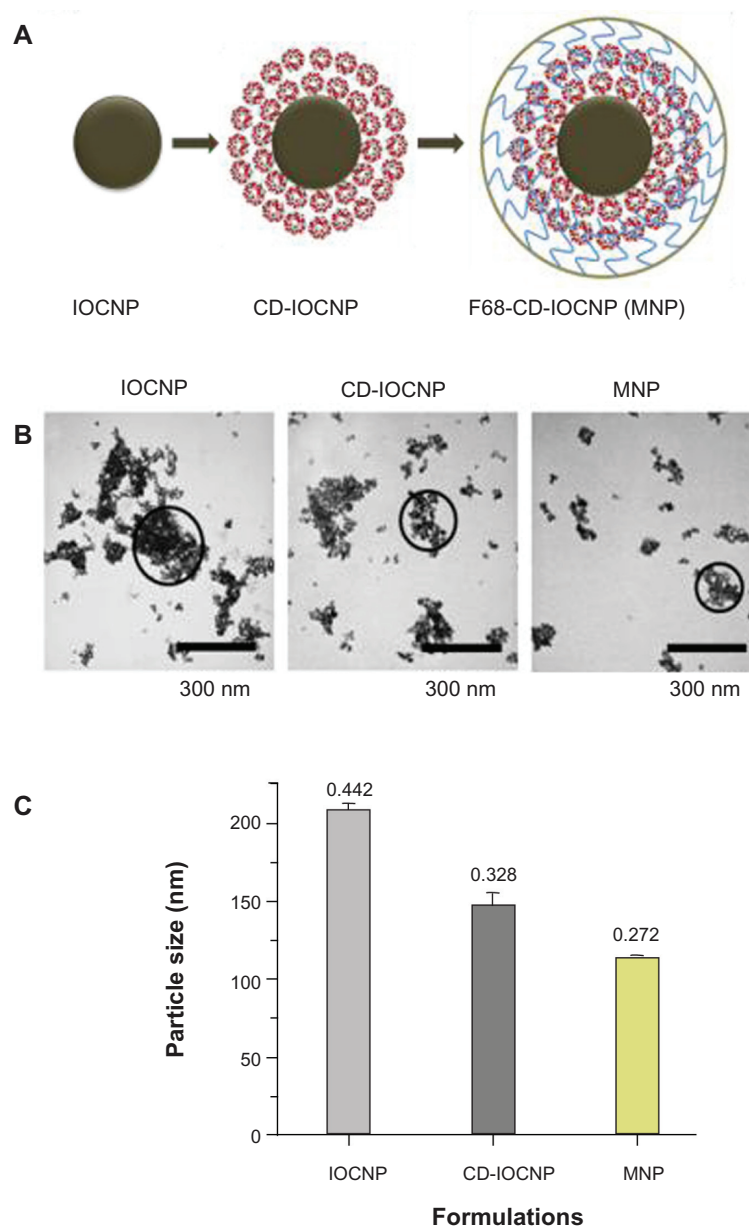 A
IOCNP
CD-IOCNP
F68-CD-IOCNP (MNP)
B
IOCNP
CD-IOCNP
MNP
300 nm
300 nm
300 nm
C
Particle size (nm)
200
150
100
50
0
0.442
0.328
0.272
IOCNP
CD-IOCNP
MNP
Formulations